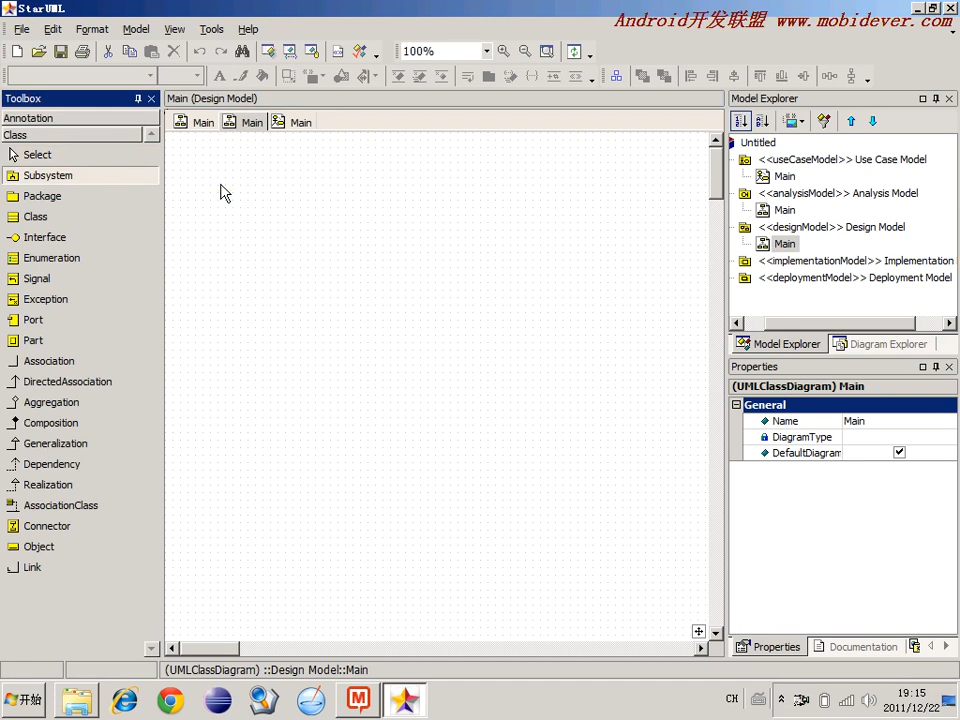 StarUML
Android开发联盟 www.mobidever.com
File Edit Format Model View Tools Help
100%
Toolbox
Main (Design Model)
Model Explorer
Annotation
Class
Main Main Main
Select
Subsystem
Package
Class
Interface
Enumeration
Signal
Exception
Port
Part
Association
DirectedAssociation
Aggregation
Composition
Generalization
Dependency
Realization
AssociationClass
Connector
Object
Link
Untitled
<<useCaseModel>> Use Case Model
Main
<<analysisModel>> Analysis Model
Main
<<designModel>> Design Model
Main
<<implementationModel>> Implementation
<<deploymentModel>> Deployment Model
Model Explorer Diagram Explorer
Properties
(UMLClassDiagram) Main
General
Name Main
DiagramType
DefaultDiagram
Properties Documentation
(UMLClassDiagram) ::Design Model::Main
开始
CH
19:15
2011/12/22